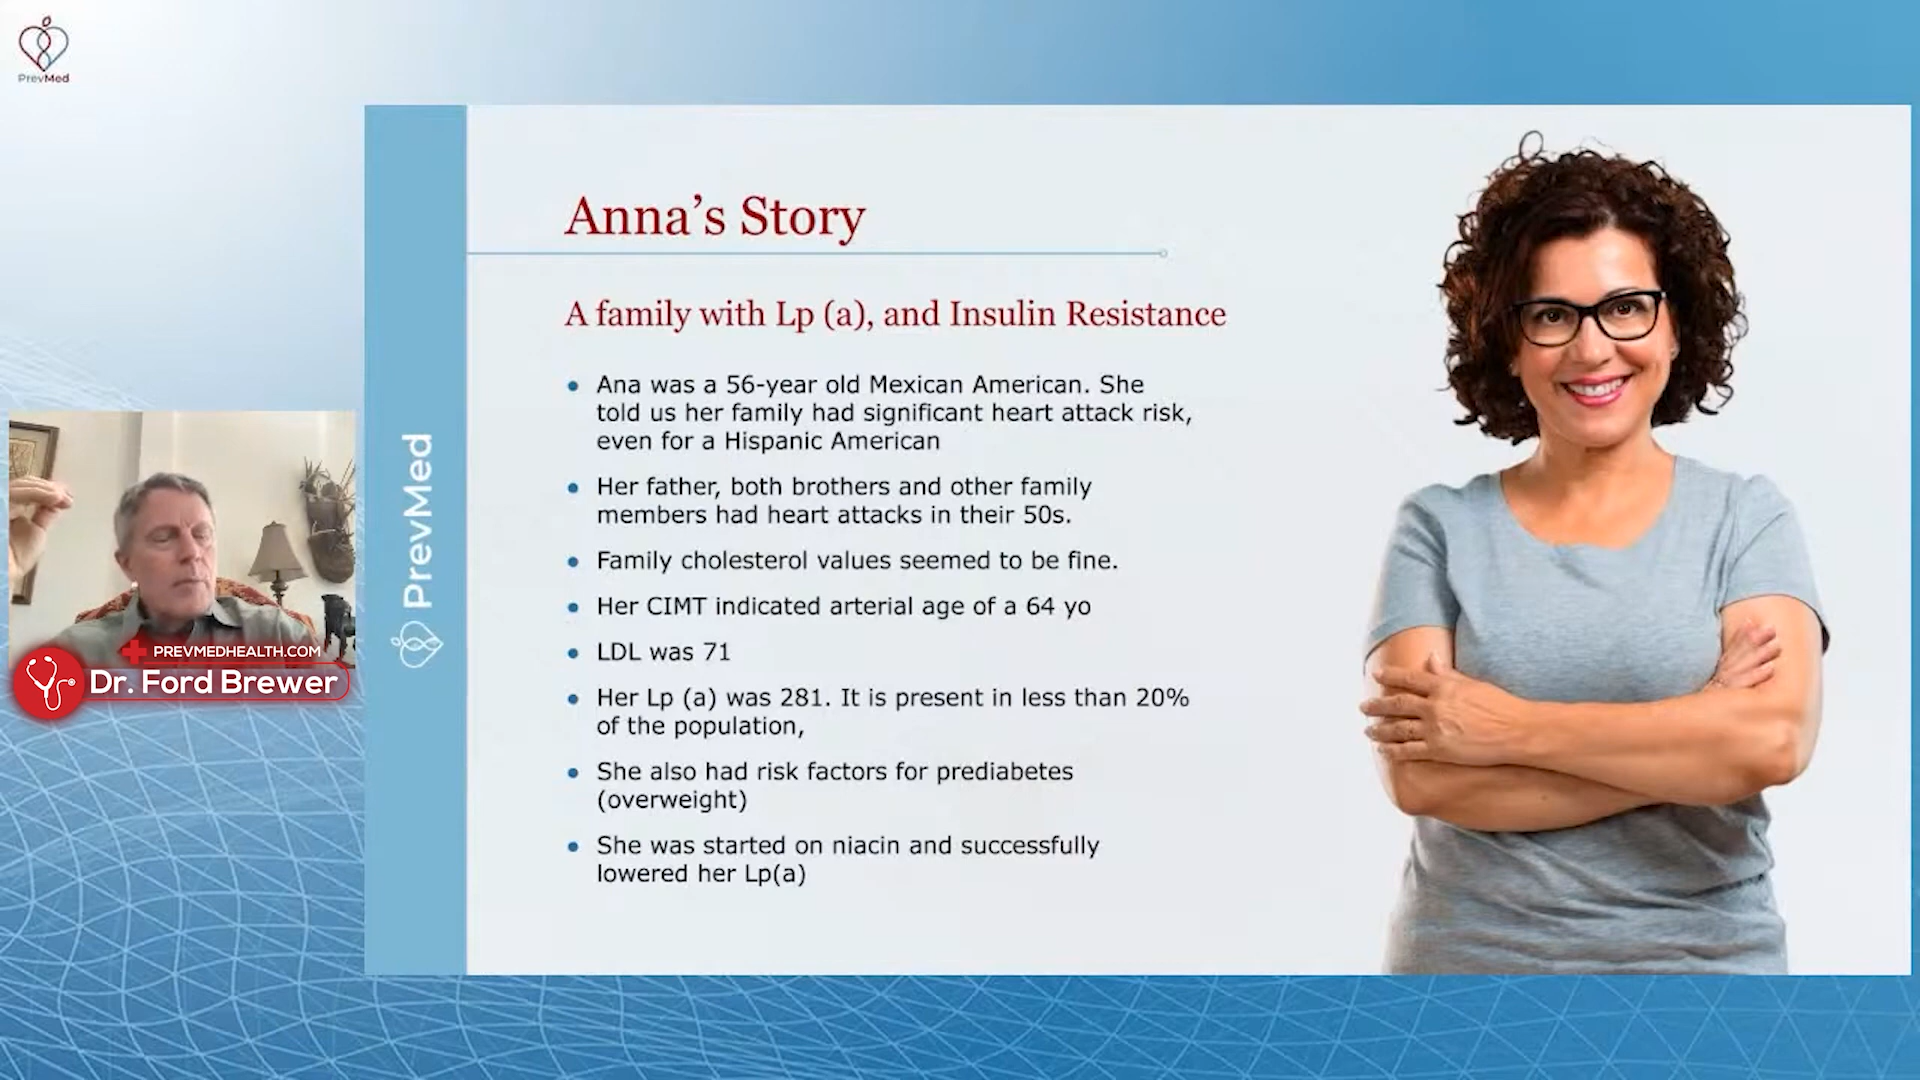 PrevMed
Anna's Story
A family with Lp (a), and Insulin Resistance
Ana was a 56-year old Mexican American. She
told us her family had significant heart attack risk,
even for a Hispanic American
Her father, both brothers and other family
members had heart attacks in their 50s.
Family cholesterol values seemed to be fine.
Her CIMT indicated arterial age of a 64 yo
LDL was 71
Her Lp (a) was 281. It is present in less than 20%
of the population,
She also had risk factors for prediabetes
(overweight)
She was started on niacin and successfully
lowered her Lp(a)
PrevMed
PREVMEDHEALTH.COM
Dr. Ford Brewer